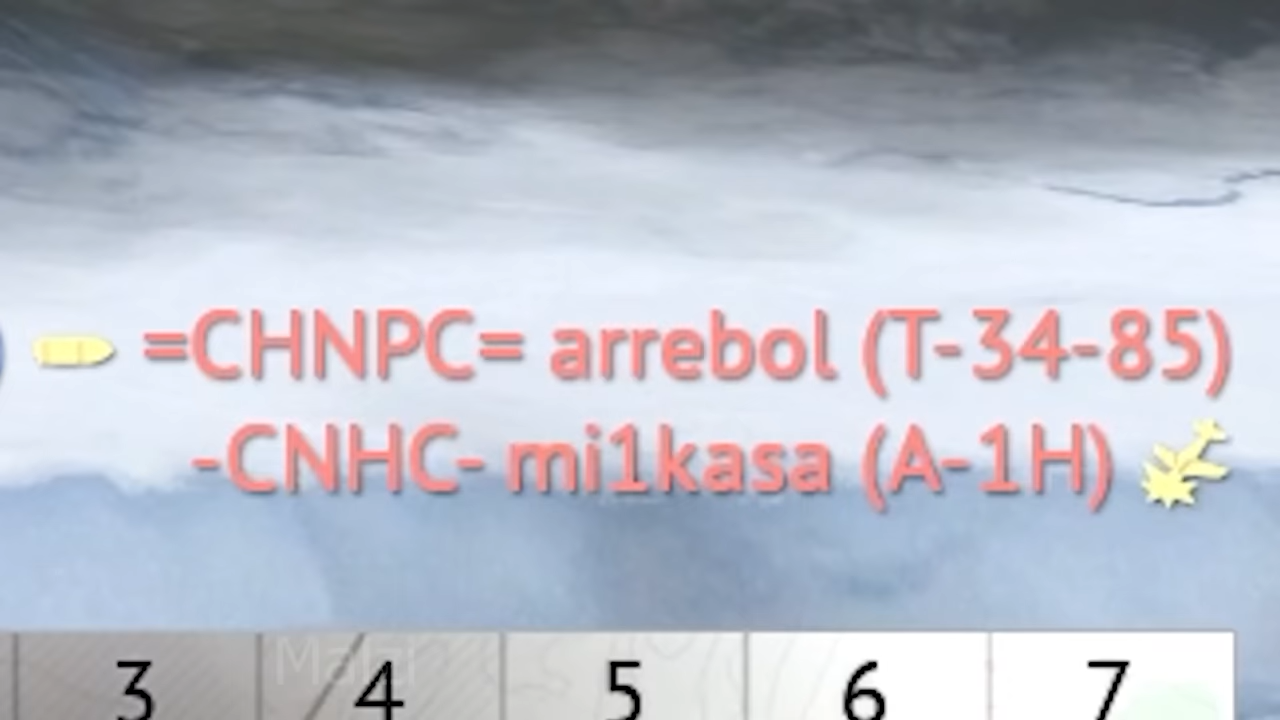 =CHNPC= arrebol (T-34-85)
-CNHC- mi1kasa (A-1H)
3 4 5 6 7